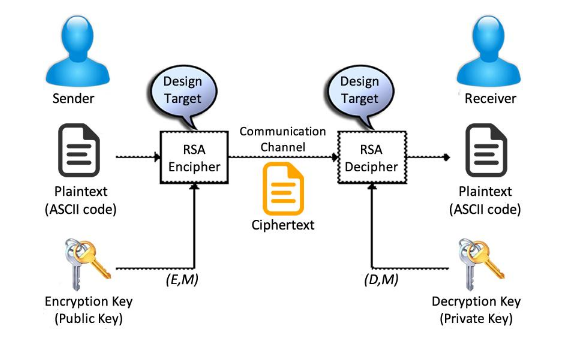 Design
Target
Design
Target
Sender
Receiver
Communication
Channel
RSA
Encipher
RSA
Decipher
Plaintext
(ASCII code)
Ciphertext
Plaintext
(ASCII code)
(E,M)
(D,M)
Encryption Key
(Public Key)
Decryption Key
(Private Key)